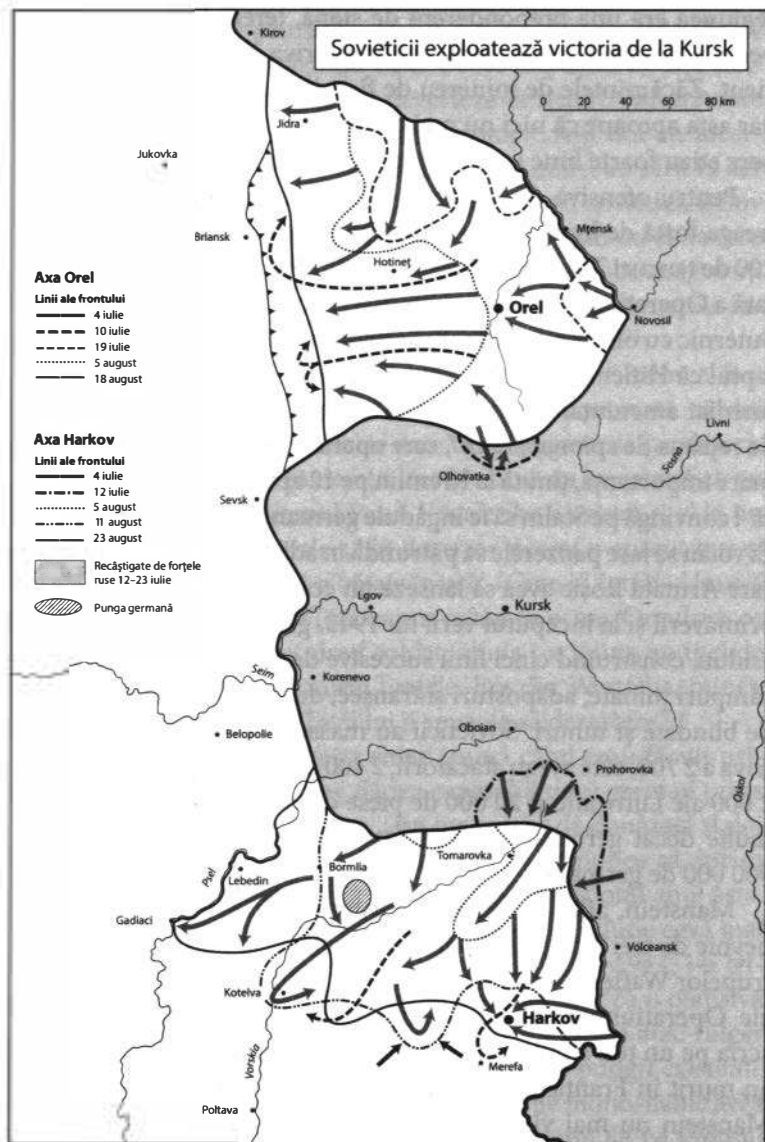 Sovieticii exploatează victoria de la Kursk
0 20 40 60 80 km
Kirov
Jidra
Jukovka
Briansk
Hotineț
Mțensk
Orel
Novosil
Livni
Sosna
Olhovatka
Sevsk
Axa Orel
Linii ale frontului
4 iulie
10 iulie
19 iulie
5 august
18 august
Axa Harkov
Linii ale frontului
4 iulie
12 iulie
5 august
11 august
23 august
Recâștigate de forțele
ruse 12–23 iulie
Punga germană
Lgov
Kursk
Seim
Korenevo
Belopolie
Oboian
Prohorovka
Oskol
Psel
Lebedin
Bormlia
Tomarovka
Gadiaci
Volceansk
Kotelva
Harkov
Merefa
Vorskla
Poltava